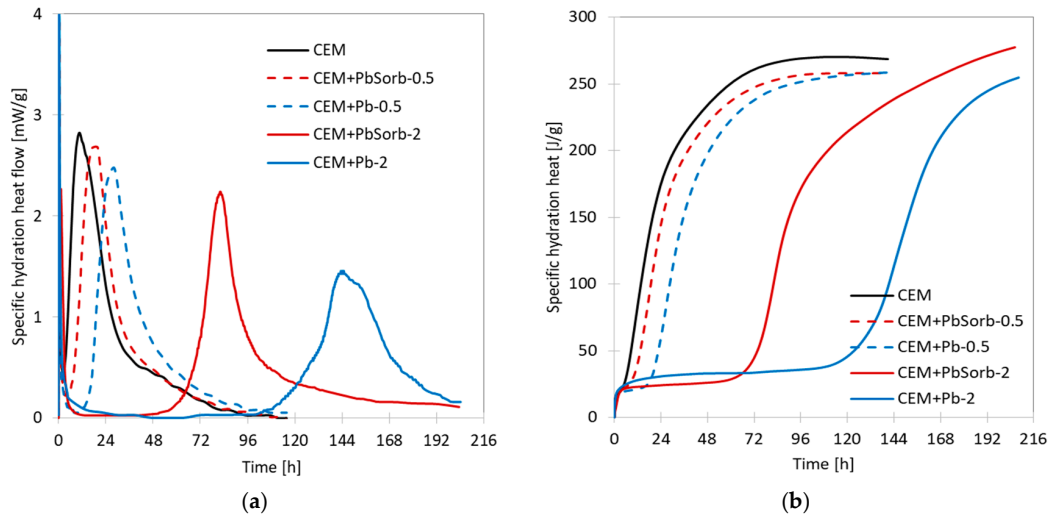 4
3
2
1
0
Specific hydration heat flow [mW/g]
CEM
CEM+PbSorb-0.5
CEM+Pb-0.5
CEM+PbSorb-2
CEM+Pb-2
0 24 48 72 96 120 144 168 192 216
Time [h]
(a)
300
250
200
150
100
50
0
Specific hydration heat [J/g]
CEM
CEM+PbSorb-0.5
CEM+Pb-0.5
CEM+PbSorb-2
CEM+Pb-2
0 24 48 72 96 120 144 168 192 216
Time [h]
(b)